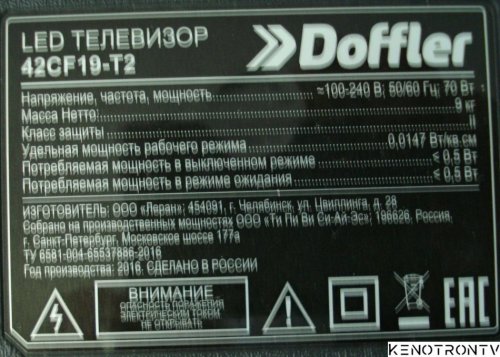 LED ТЕЛЕВИЗОР
42CF19-T2
Doffler
Напряжение, частота, мощность: ≈100-240 В; 50/60 Гц; 70 Вт
Масса Нетто: 9 кг
Класс защиты II
Удельная мощность рабочего режима 0,0147 Вт/кв.см
Потребляемая мощность в выключенном режиме < 0,5 Вт
Потребляемая мощность в режиме ожидания < 0,5 Вт
ИЗГОТОВИТЕЛЬ: ООО «Леран»; 454091, г. Челябинск, ул. Цвиллинга, д. 28
Собрано на производственных мощностях ООО «Ти Пи Ви Си-Ай-Эс»; 196626, Россия,
г. Санкт-Петербург, Московское шоссе 177а
ТУ 6581-004-65537886-2016
Год производства: 2016. СДЕЛАНО В РОССИИ
ВНИМАНИЕ
ОПАСНОСТЬ ПОРАЖЕНИЯ
ЭЛЕКТРИЧЕСКИМ ТОКОМ
НЕ ОТКРЫВАТЬ
EAC
KENOTRONTV